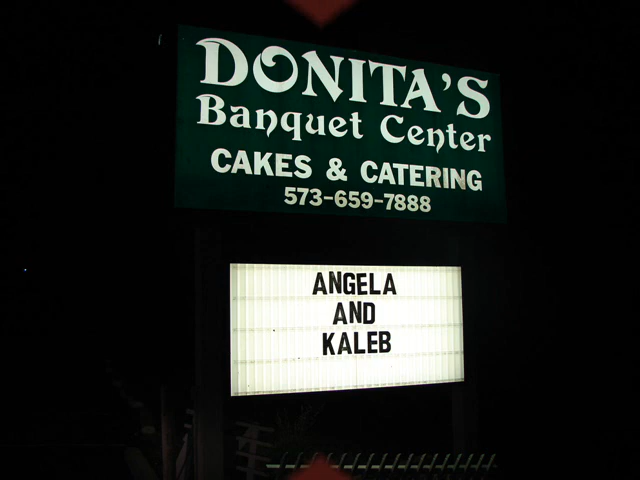 DONITA'S
Banquet Center
CAKES & CATERING
573-659-7888
ANGELA
AND
KALEB